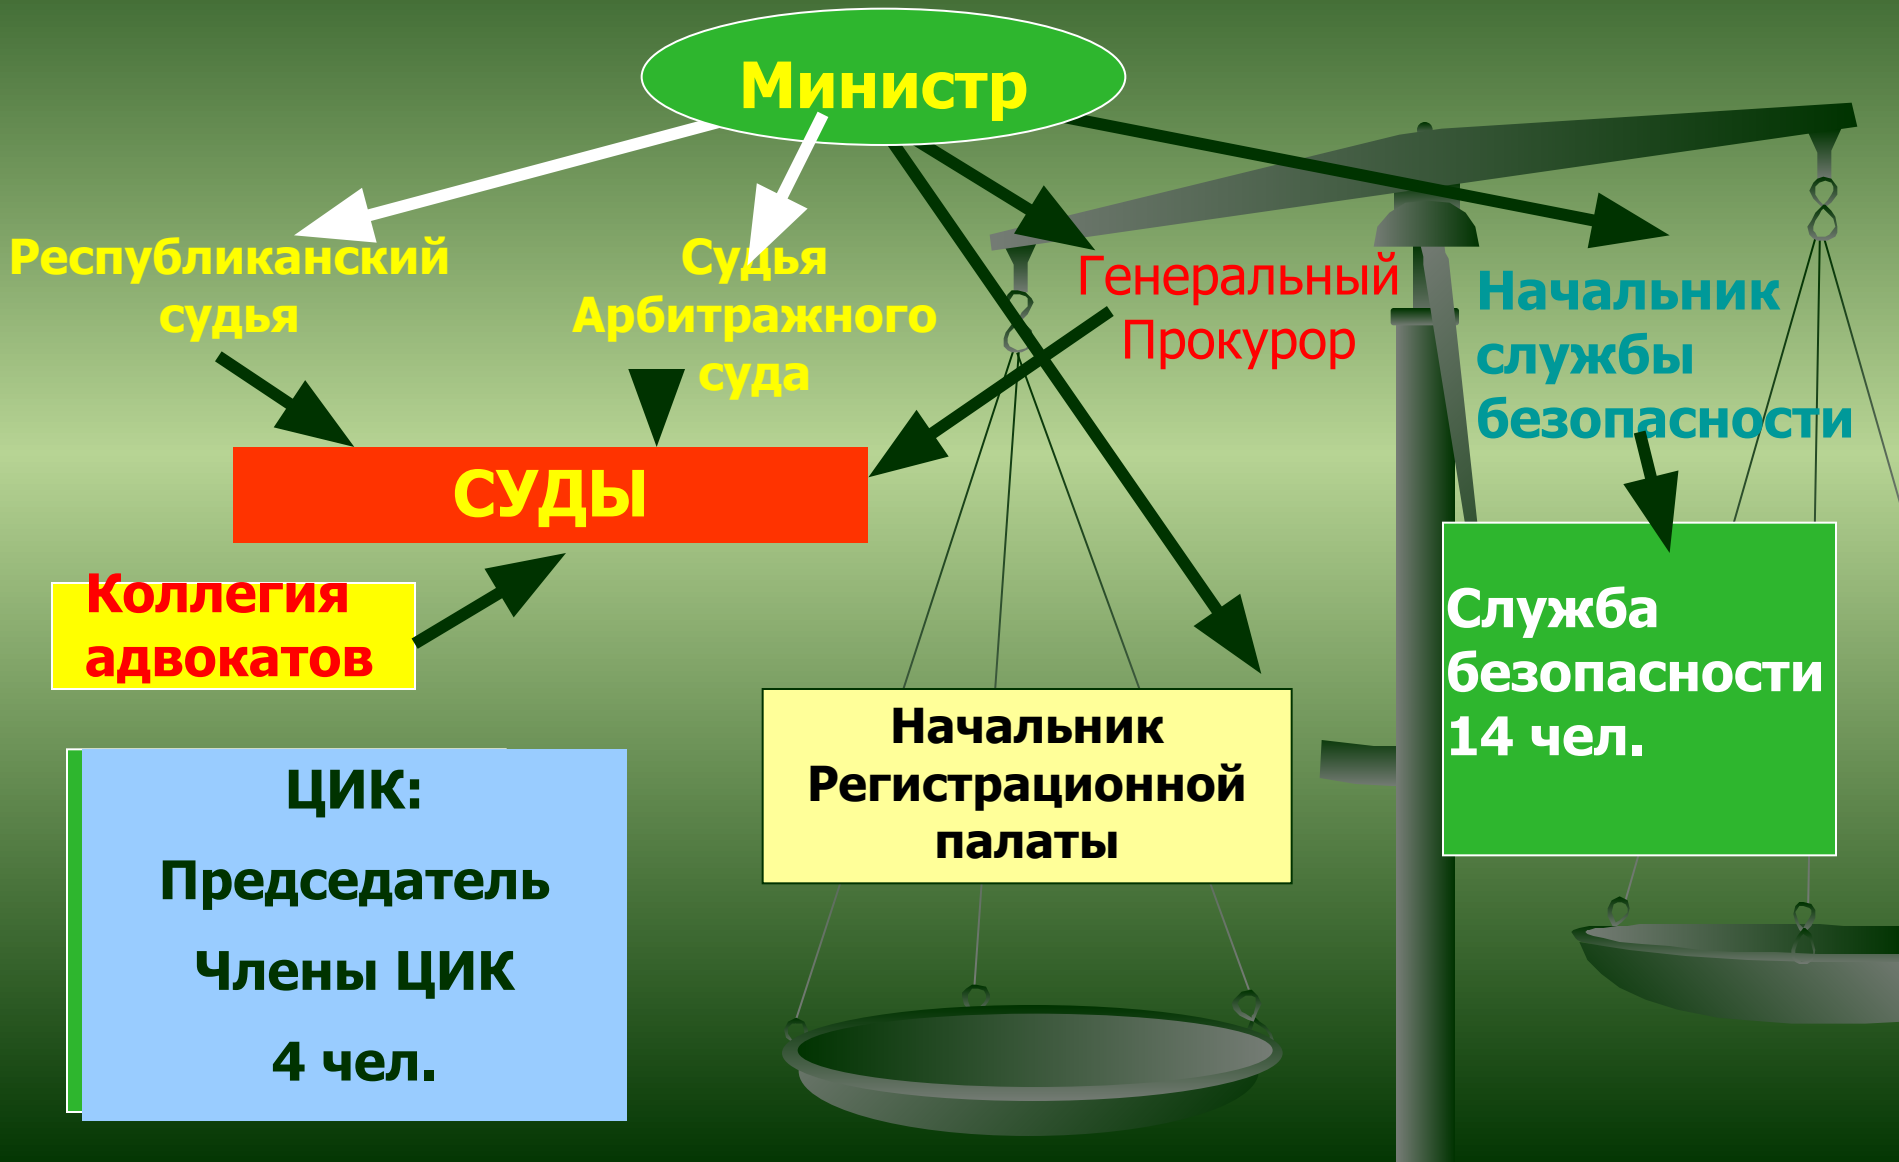 Министр
Республиканский
судья
Судья
Арбитражного
суда
Генеральный
Прокурор
Начальник
службы
безопасности
СУДЫ
Коллегия
адвокатов
Служба
безопасности
14 чел.
Начальник
Регистрационной
палаты
ЦИК:
Председатель
Члены ЦИК
4 чел.